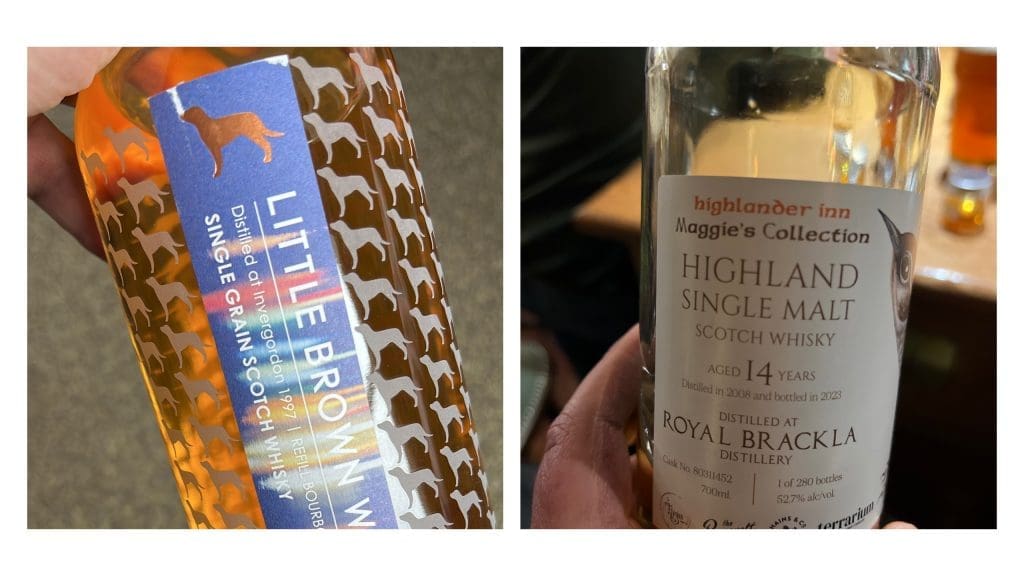 LITTLE BROWN
Distilled at Invergordon 1997 | REFILL
SINGLE GRAIN SCOTCH WHISKY
highlander inn
Maggie's Collection
HIGHLAND
SINGLE MALT
SCOTCH WHISKY
AGED 14 YEARS
Distilled in 2008 and bottled in 2023
DISTILLED AT
ROYAL BRACKLA
DISTILLERY
Cask No. 80311452
700ml.
1 of 280 bottles
52.7% alc/vol.
terrarium